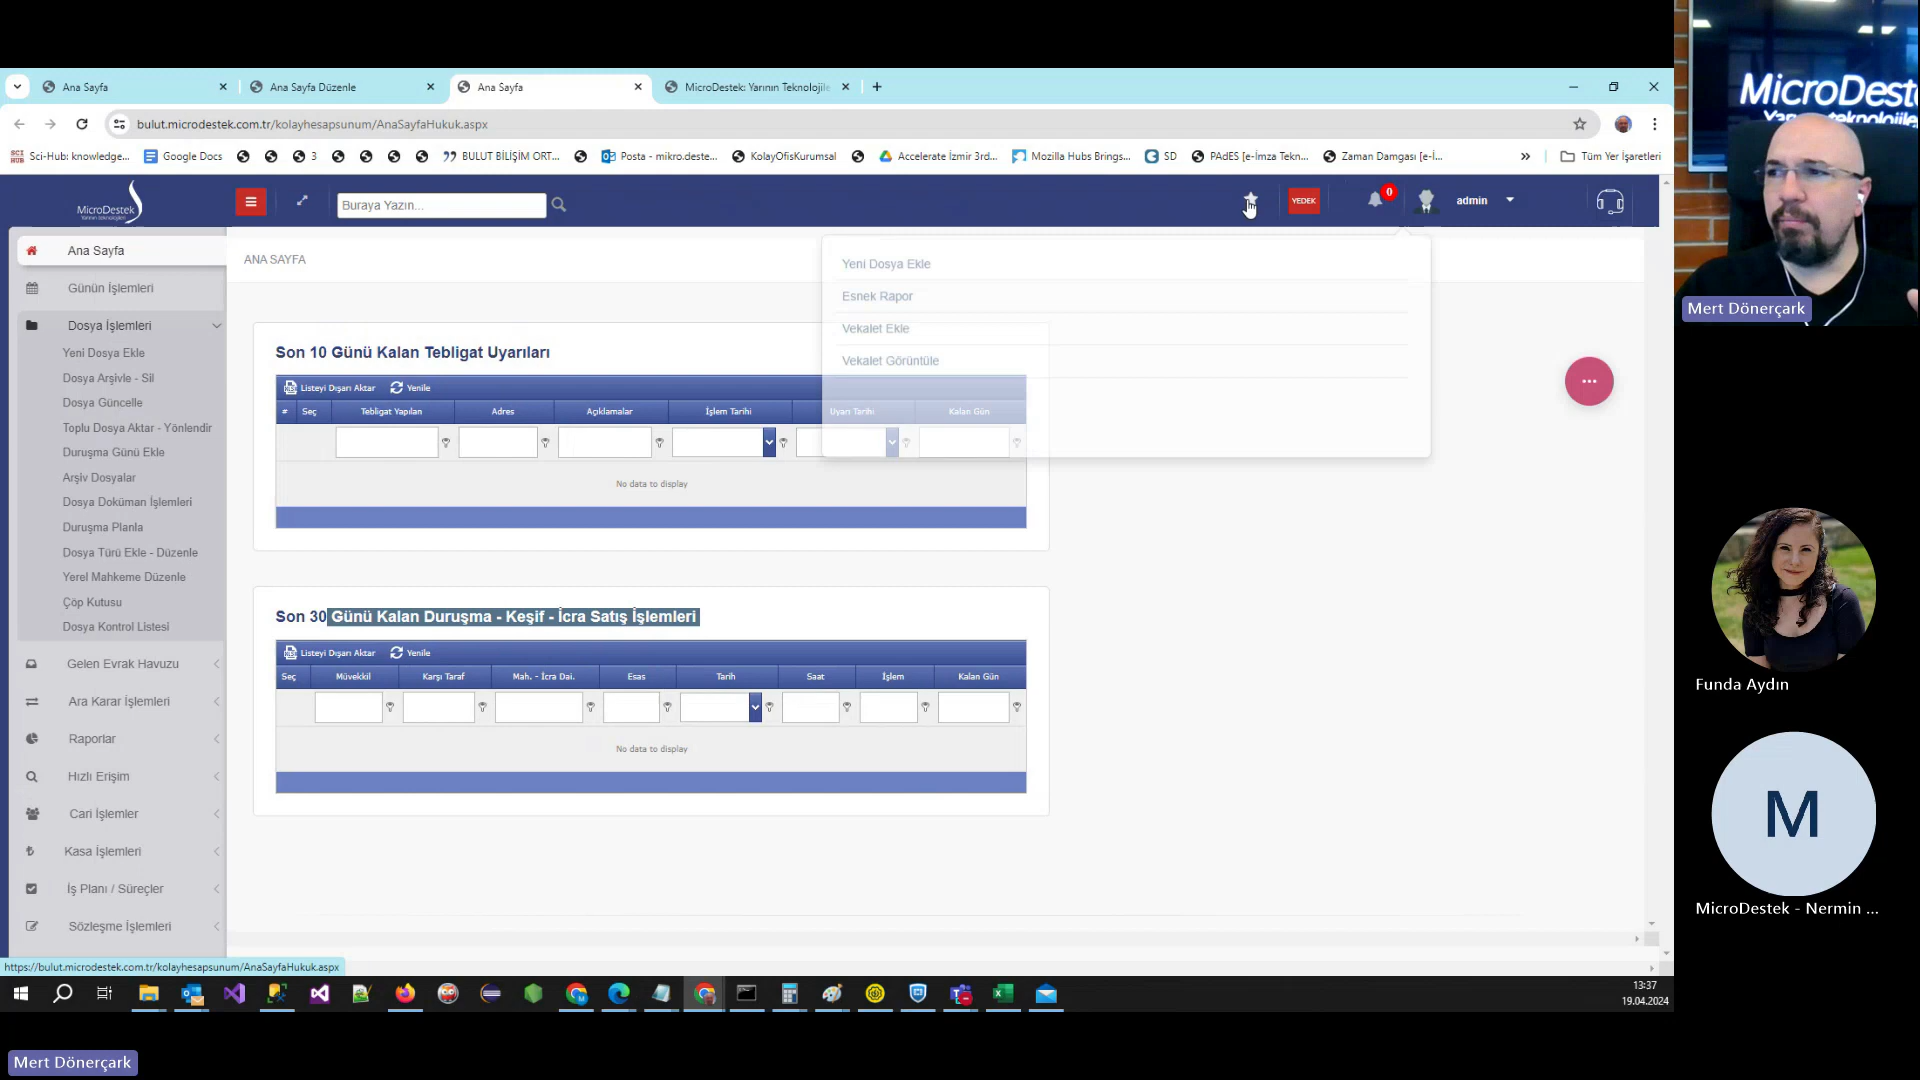 Ana Sayfa
Ana Sayfa Düzenle
Ana Sayfa
MicroDestek: Yarının Teknolojile
bulut.microdestek.com.tr/kolayhesapsunum/AnaSayfaHukuk.aspx
Sci-Hub: knowledge...
Google Docs
3
BULUT BİLİŞİM ORT...
Posta - mikro.deste...
KolayOfisKurumsal
Accelerate İzmir 3rd...
Mozilla Hubs Brings...
SD
PAdES [e-İmza Tekn...
Zaman Damgası [e-İ...
Tüm Yer İşaretleri
MicroDestek
Yarının teknolojileri
Buraya Yazın...
YEDEK
0
admin
Ana Sayfa
Günün İşlemleri
Dosya İşlemleri
Yeni Dosya Ekle
Dosya Arşivle - Sil
Dosya Güncelle
Toplu Dosya Aktar - Yönlendir
Duruşma Günü Ekle
Arşiv Dosyalar
Dosya Doküman İşlemleri
Duruşma Planla
Dosya Türü Ekle - Düzenle
Yerel Mahkeme Düzenle
Çöp Kutusu
Dosya Kontrol Listesi
Gelen Evrak Havuzu
Ara Karar İşlemleri
Raporlar
Hızlı Erişim
Cari İşlemler
Kasa İşlemleri
İş Planı / Süreçler
Sözleşme İşlemleri
ANA SAYFA
Yeni Dosya Ekle
Esnek Rapor
Vekalet Ekle
Vekalet Görüntüle
Son 10 Günü Kalan Tebligat Uyarıları
Listeyi Dışarı Aktar
Yenile
#
Seç
Tebligat Yapılan
Adres
Açıklamalar
İşlem Tarihi
Uyarı Tarihi
Kalan Gün
No data to display
Son 30 Günü Kalan Duruşma - Keşif - İcra Satış İşlemleri
Listeyi Dışarı Aktar
Yenile
Seç
Müvekkil
Karşı Taraf
Mah. - İcra Dai.
Esas
Tarih
Saat
İşlem
Kalan Gün
No data to display
https://bulut.microdestek.com.tr/kolayhesapsunum/AnaSayfaHukuk.aspx
13:37
19.04.2024
MicroDest
Yarının teknolojile
Mert Dönerçark
Funda Aydın
M
MicroDestek - Nermin ...
Mert Dönerçark